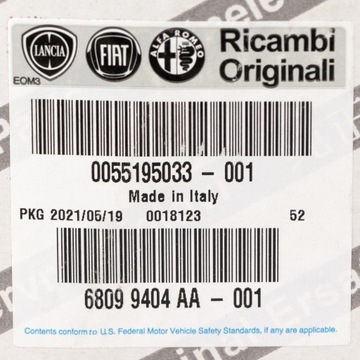 LANCIA FIAT ALFA ROMEO Ricambi
EOM3 Originali
0055195033 - 001
Made in Italy
PKG 2021/05/19 0018123 52
6809 9404 AA - 001
Contents conform to U. S. Federal Motor Vehicle Safety Standards, if any are applicable.